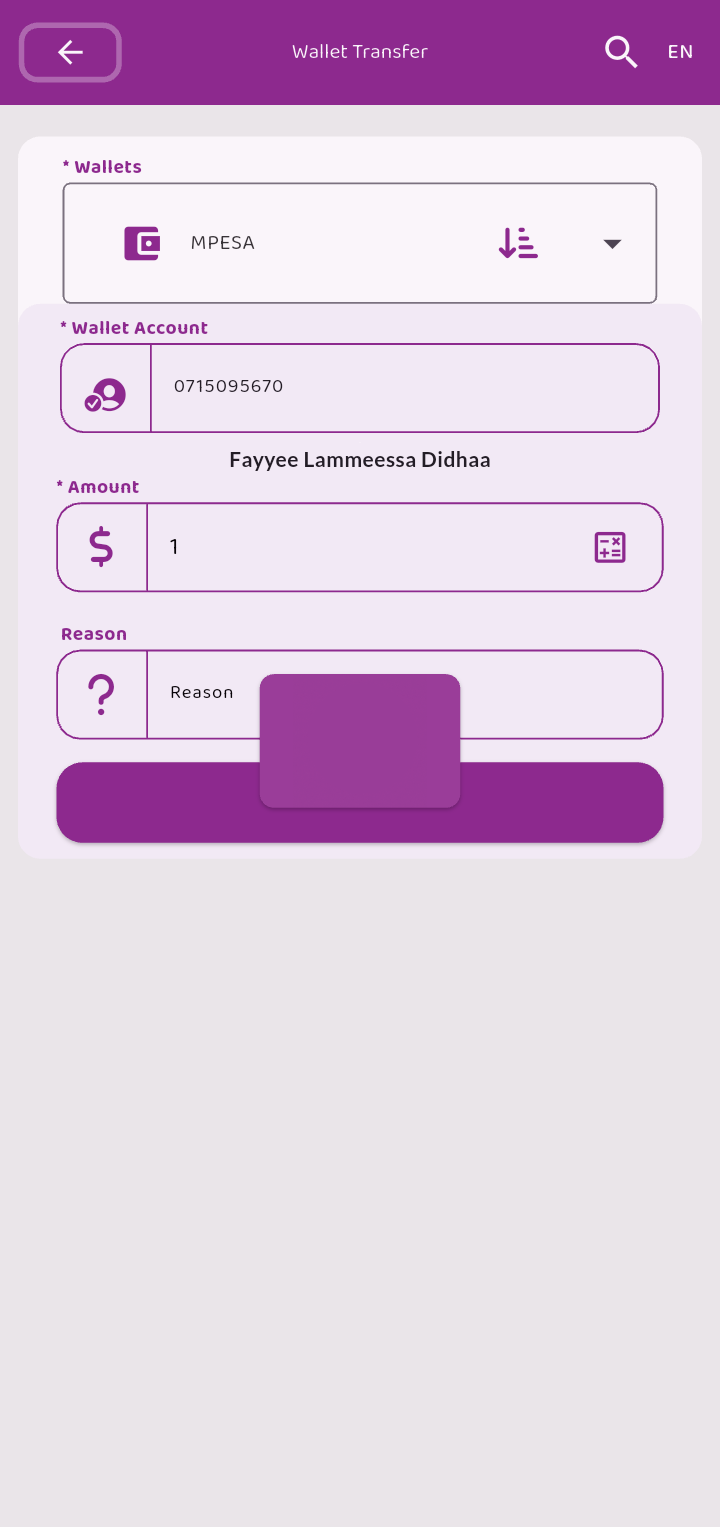 Wallet Transfer
EN
* Wallets
MPESA
* Wallet Account
0715095670
Fayyee Lammeessa Didhaa
* Amount
1
Reason
Reason